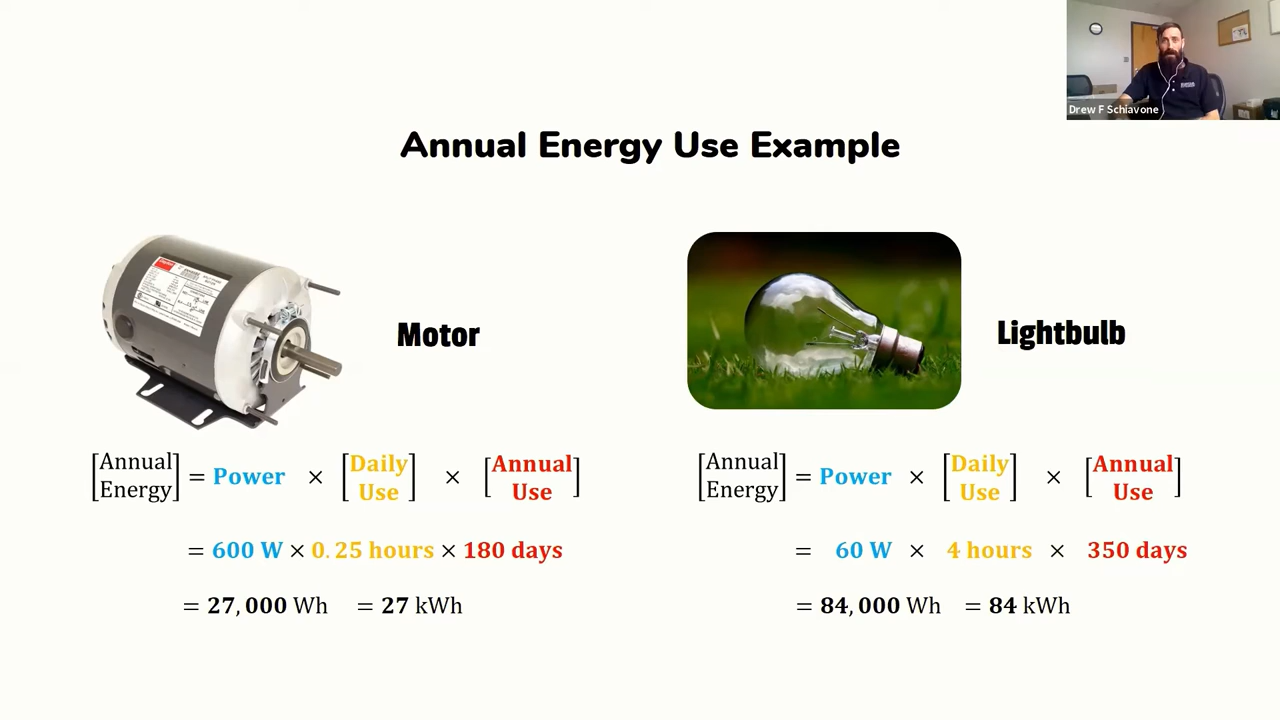 Drew F Schiavone
Annual Energy Use Example
Motor
Lightbulb
[Annual Energy] = Power × [Daily Use] × [Annual Use]
= 600 W × 0.25 hours × 180 days
= 27,000 Wh = 27 kWh
[Annual Energy] = Power × [Daily Use] × [Annual Use]
= 60 W × 4 hours × 350 days
= 84,000 Wh = 84 kWh